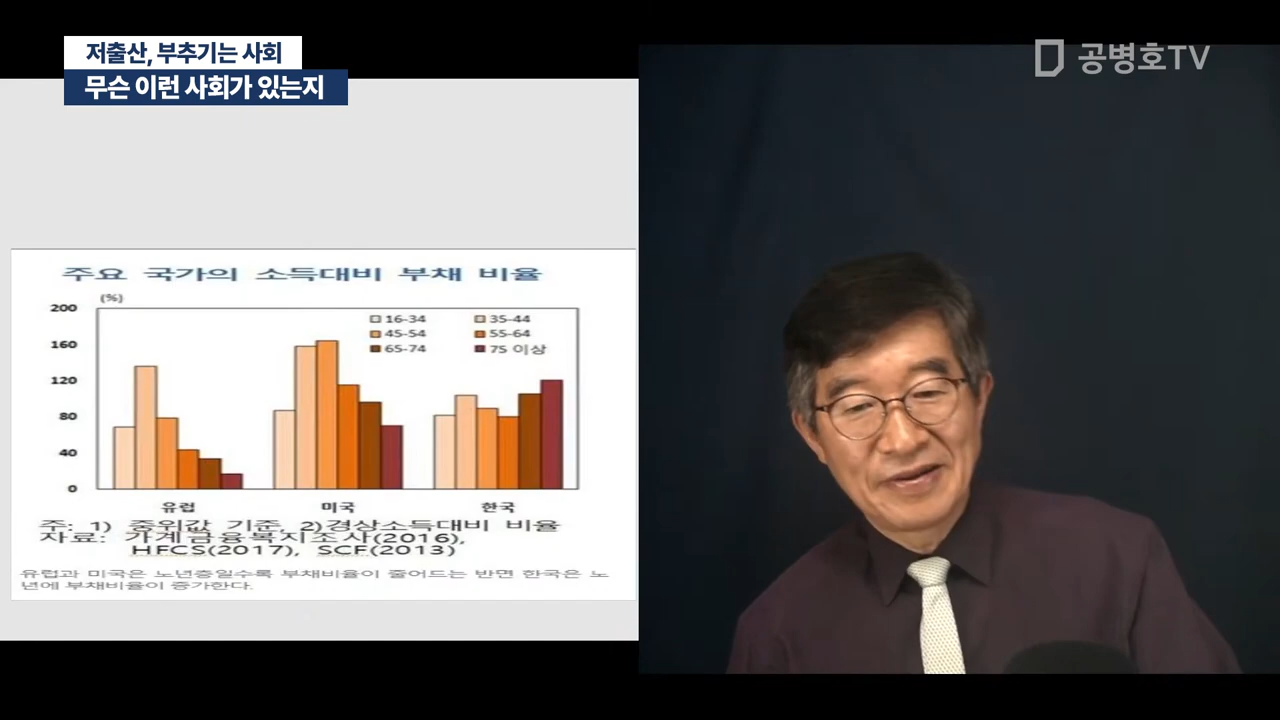 저출산, 부추기는 사회
무슨 이런 사회가 있는지
공병호TV
주요 국가의 소득대비 부채 비율
(%)
200
160
120
80
40
0
16-34 35-44
45-54 55-64
65-74 75 이상
유럽 미국 한국
주: 1) 중위값 기준, 2)경상소득대비 비율
자료: 가계금융복지조사(2016),
HFCS(2017), SCF(2013)
유럽과 미국은 노년층일수록 부채비율이 줄어드는 반면 한국은 노
년에 부채비율이 증가한다.